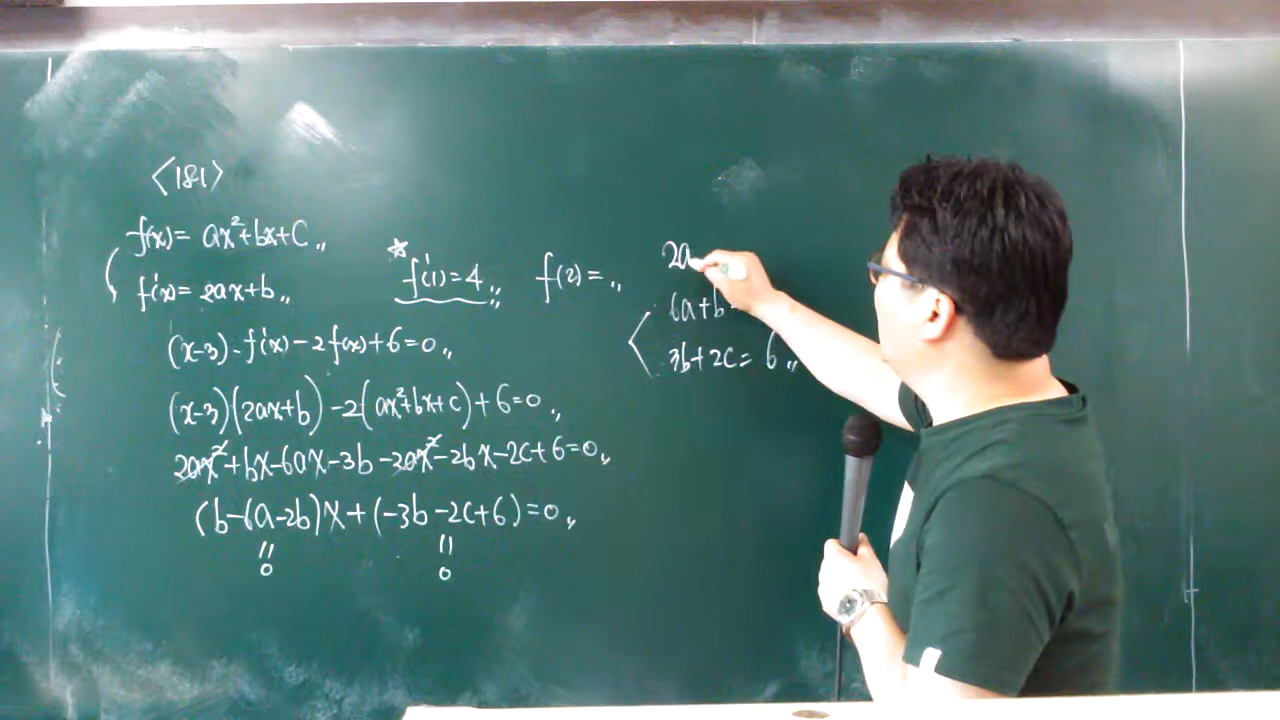 <181>
f(x)= ax²+bx+C
f'(x)= 2ax+b
☆ f'(1)=4
f(2)=
(x-3)·f'(x)-2f(x)+6=0
(x-3)(2ax+b)-2(ax²+bx+c)+6=0
2ax²+bx-6ax-3b-2ax²-2bx-2c+6=0
(b-6a-2b)x+(-3b-2c+6)=0
"
0
"
0
2a
6a+b
3b+2c= 6